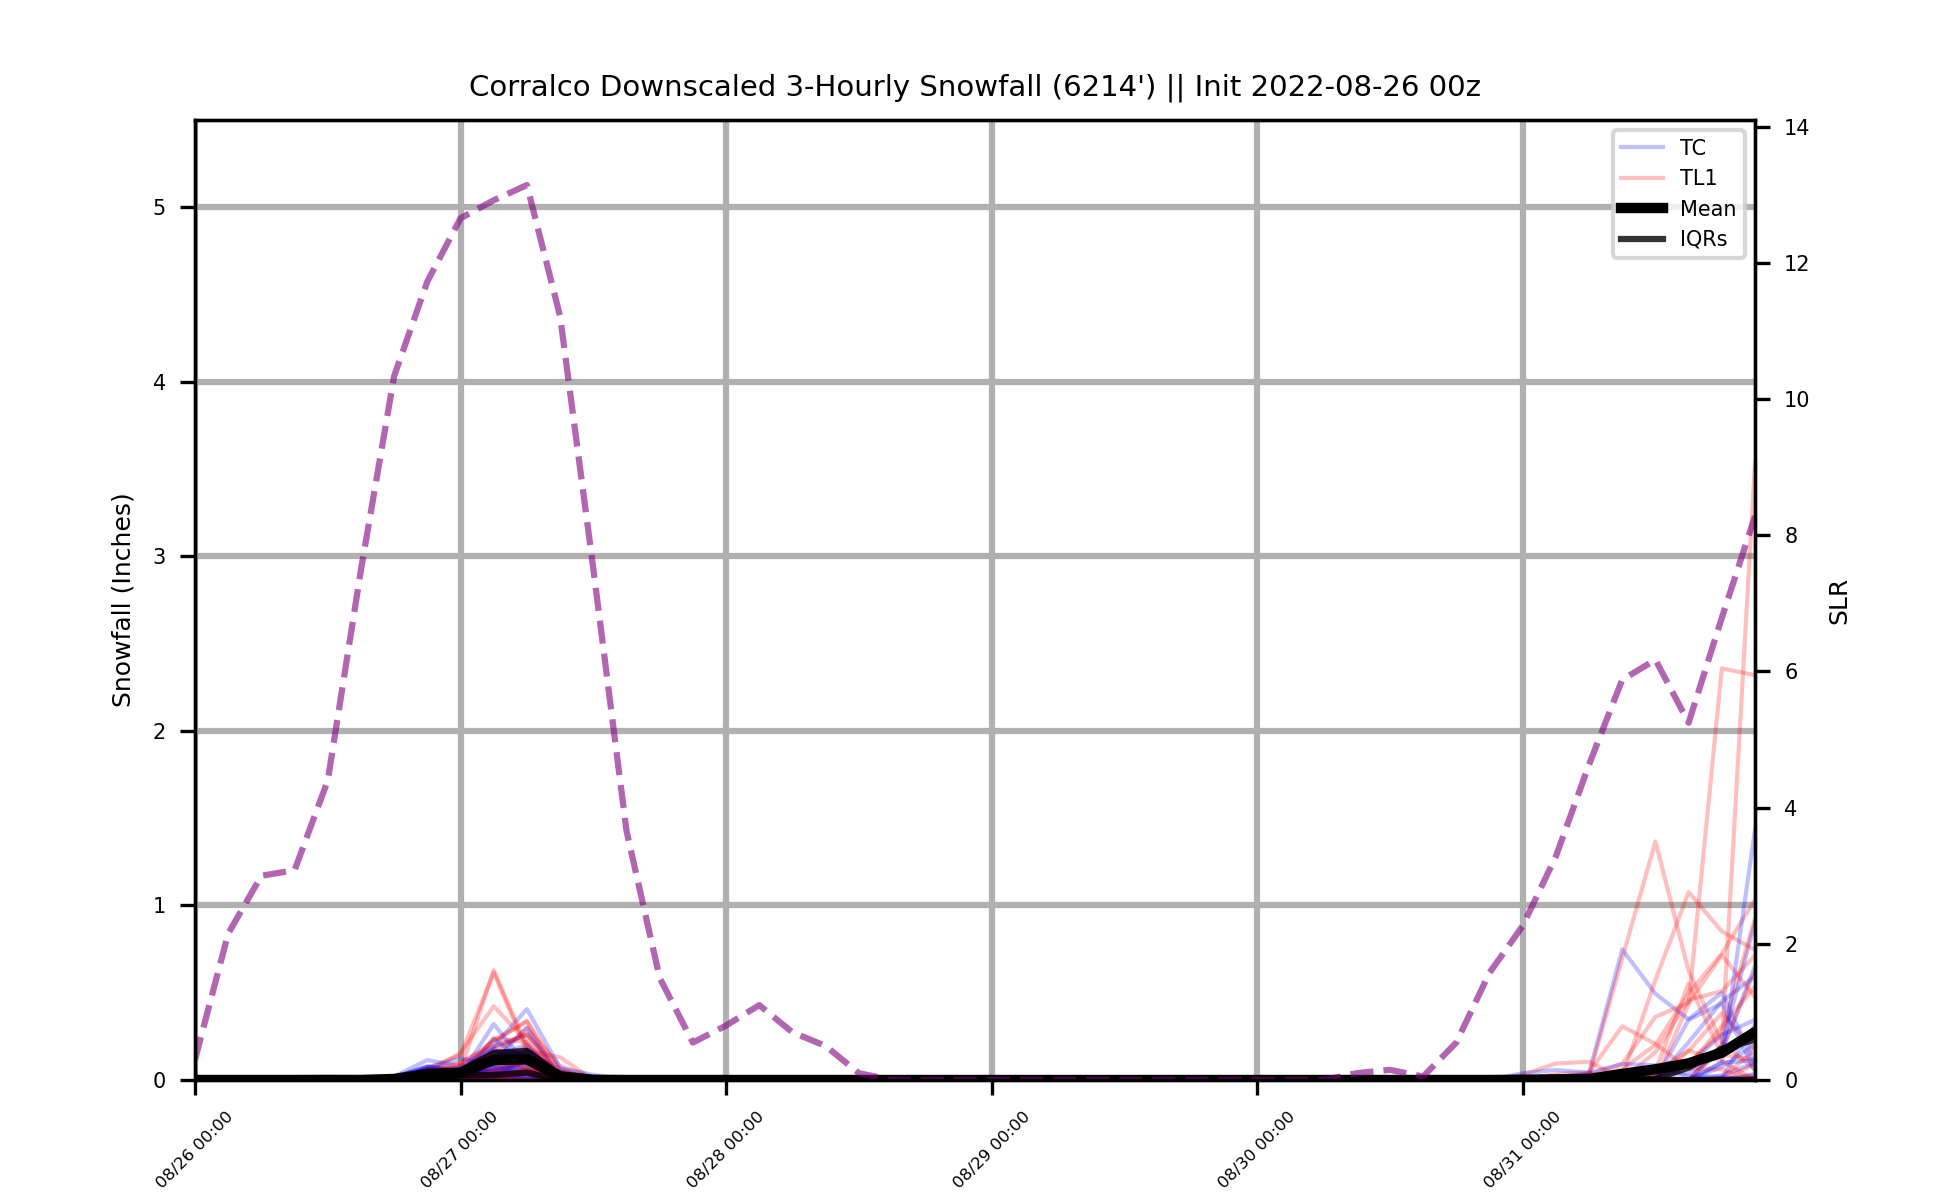 Corralco Downscaled 3-Hourly Snowfall (6214') || Init 2022-08-26 00z
TC
TL1
Mean
IQRs
Snowfall (Inches)
5
4
3
2
1
0
14
12
10
8
6
4
2
0
SLR
08/26 00:00
08/27 00:00
08/28 00:00
08/29 00:00
08/30 00:00
08/31 00:00